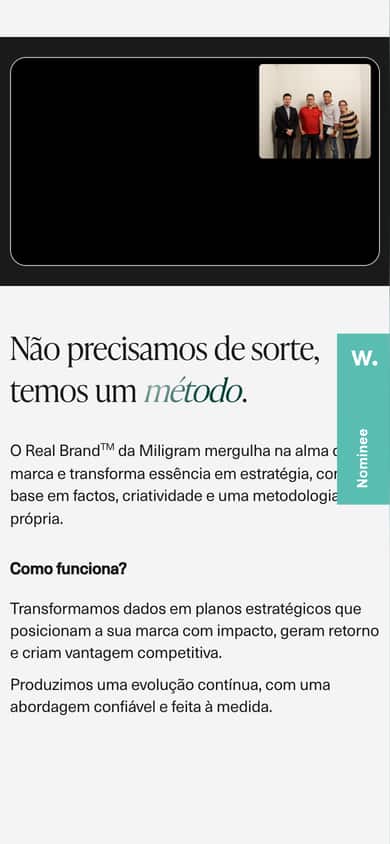 Não precisamos de sorte,
temos um método.
W.
Nominee
O Real Brand™ da Miligram mergulha na alma
marca e transforma essência em estratégia,
base em factos, criatividade e uma metodologia
própria.
Como funciona?
Transformamos dados em planos estratégicos que
posicionam a sua marca com impacto, geram retorno
e criam vantagem competitiva.
Produzimos uma evolução contínua, com uma
abordagem confiável e feita à medida.